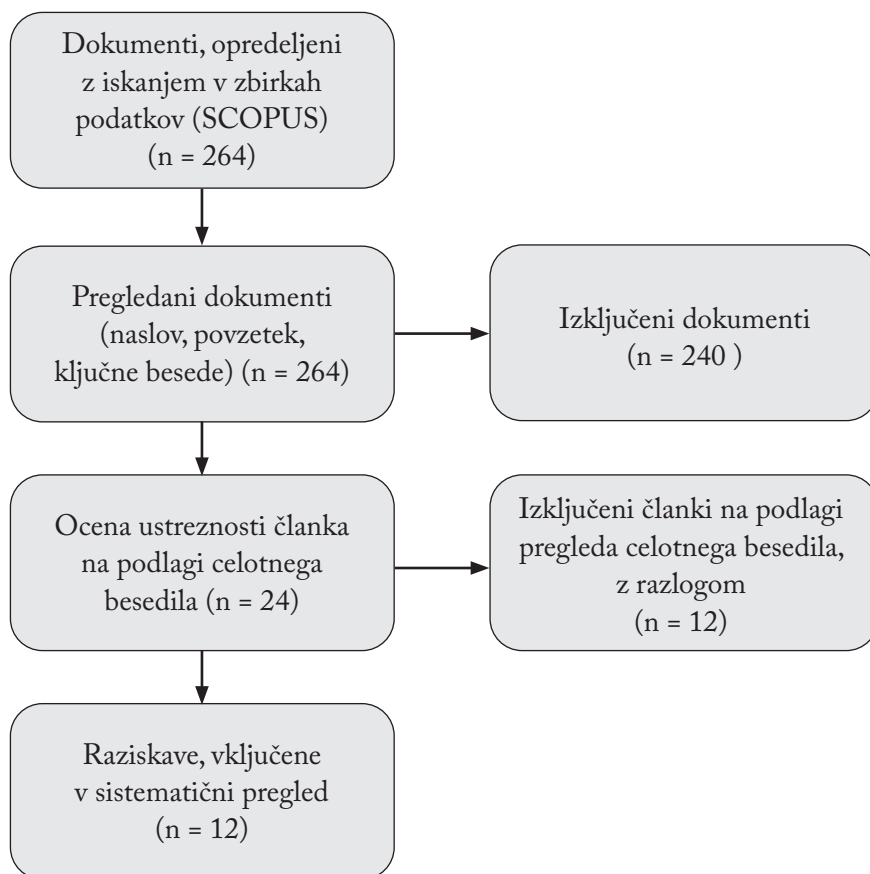 Dokumenti, opredeljeni
z iskanjem v zbirkah
podatkov (SCOPUS)
(n = 264)
Pregledani dokumenti
(naslov, povzetek,
ključne besede) (n = 264)
Izključeni dokumenti
(n = 240 )
Ocena ustreznosti članka
na podlagi celotnega
besedila (n = 24)
Izključeni članki na podlagi
pregleda celotnega besedila,
z razlogom
(n = 12)
Raziskave, vključene
v sistematični pregled
(n = 12)